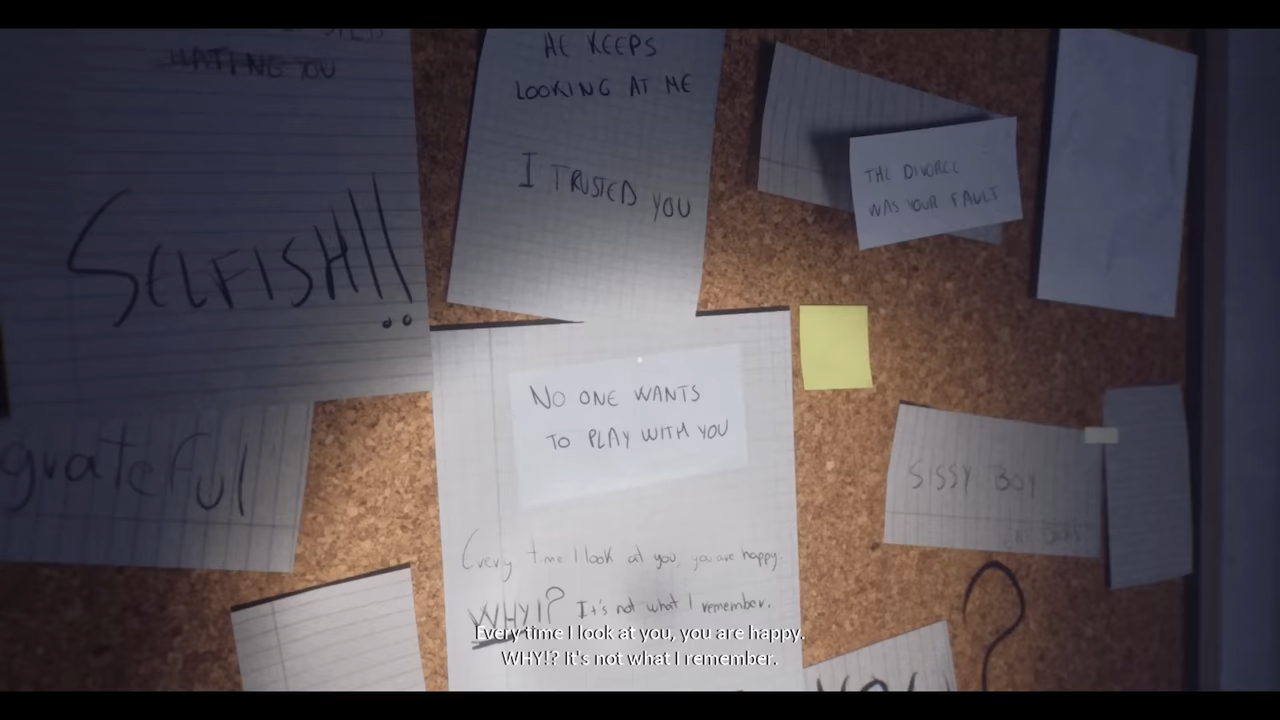 HATING YOU
SELFISH!!
HE KEEPS
LOOKING AT ME
I TRUSTED YOU
THE DIVORCE
WAS YOUR FAULT
grateful
NO ONE WANTS
TO PLAY WITH YOU
SISSY BOY
Every time I look at you, you are happy.
WHY!? It's not what I remember.
?
Every time I look at you, you are happy.
WHY!? It's not what I remember.